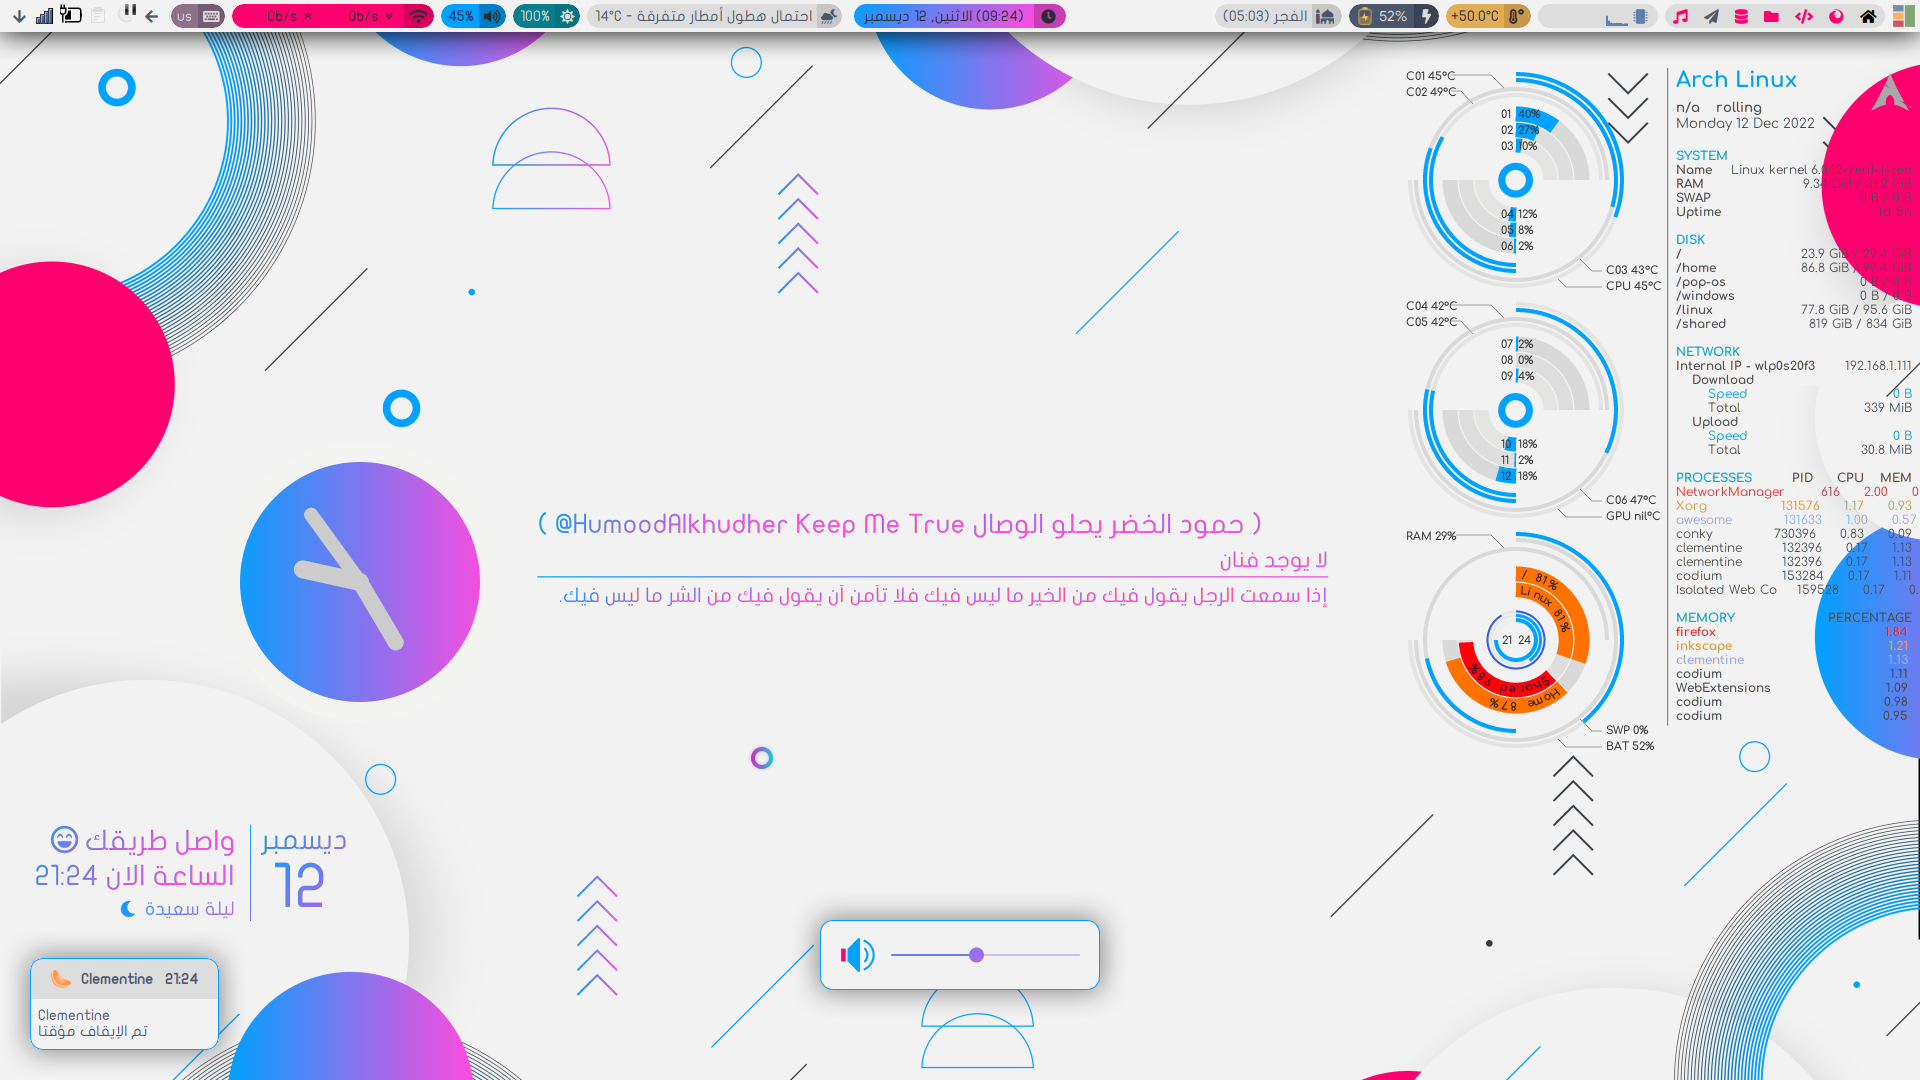 us
0b/s 0b/s
45%
100%
احتمال هطول أمطار متفرقة - 14°C
الاثنين, 12 ديسمبر (09:24)
الفجر (05:03)
52%
+50.0°C
C01 45°C
C02 49°C
01 40%
02 27%
03 10%
04 12%
05 8%
06 2%
C03 43°C
CPU 45°C
C04 42°C
C05 42°C
07 2%
08 0%
09 4%
10 18%
11 2%
12 18%
C06 47°C
GPU nil°C
RAM 29%
/ 81%
Linux 81%
21 24
Shared 98%
Home 87%
SWP 0%
BAT 52%
Arch Linux
n/a rolling
Monday 12 Dec 2022
SYSTEM
Name Linux kernel 6.0.12-zen1-1-zen
RAM 9.34 GiB / 31.2 GiB
SWAP 0 B / 0 B
Uptime 1d 5h
DISK
/ 23.9 GiB / 29.4 GiB
/home 86.8 GiB / 99.4 GiB
/pop-os 0 B / 0 B
/windows 0 B / 0 B
/linux 77.8 GiB / 95.6 GiB
/shared 819 GiB / 834 GiB
NETWORK
Internal IP - wlp0s20f3 192.168.1.111
Download
Speed 0 B
Total 339 MiB
Upload
Speed 0 B
Total 30.8 MiB
PROCESSES PID CPU MEM
NetworkManager 616 2.00 0
Xorg 131576 1.17 0.93
awesome 131633 1.00 0.57
conky 730396 0.83 0.09
clementine 132396 0.17 1.13
clementine 132396 0.17 1.13
codium 153284 0.17 1.11
Isolated Web Co 159528 0.17 0.
MEMORY PERCENTAGE
firefox 1.84
inkscape 1.21
clementine 1.13
codium 1.11
WebExtensions 1.09
codium 0.98
codium 0.95
( حمود الخضر يحلو الوصال @HumoodAlkhudher Keep Me True )
لا يوجد فنان
إذا سمعت الرجل يقول فيك من الخير ما ليس فيك فلا تأمن أن يقول فيك من الشر ما ليس فيك.
ديسمبر
12
واصل طريقك
الساعة الان 21:24
ليلة سعيدة
Clementine 21:24
Clementine
تم الإيقاف مؤقتا